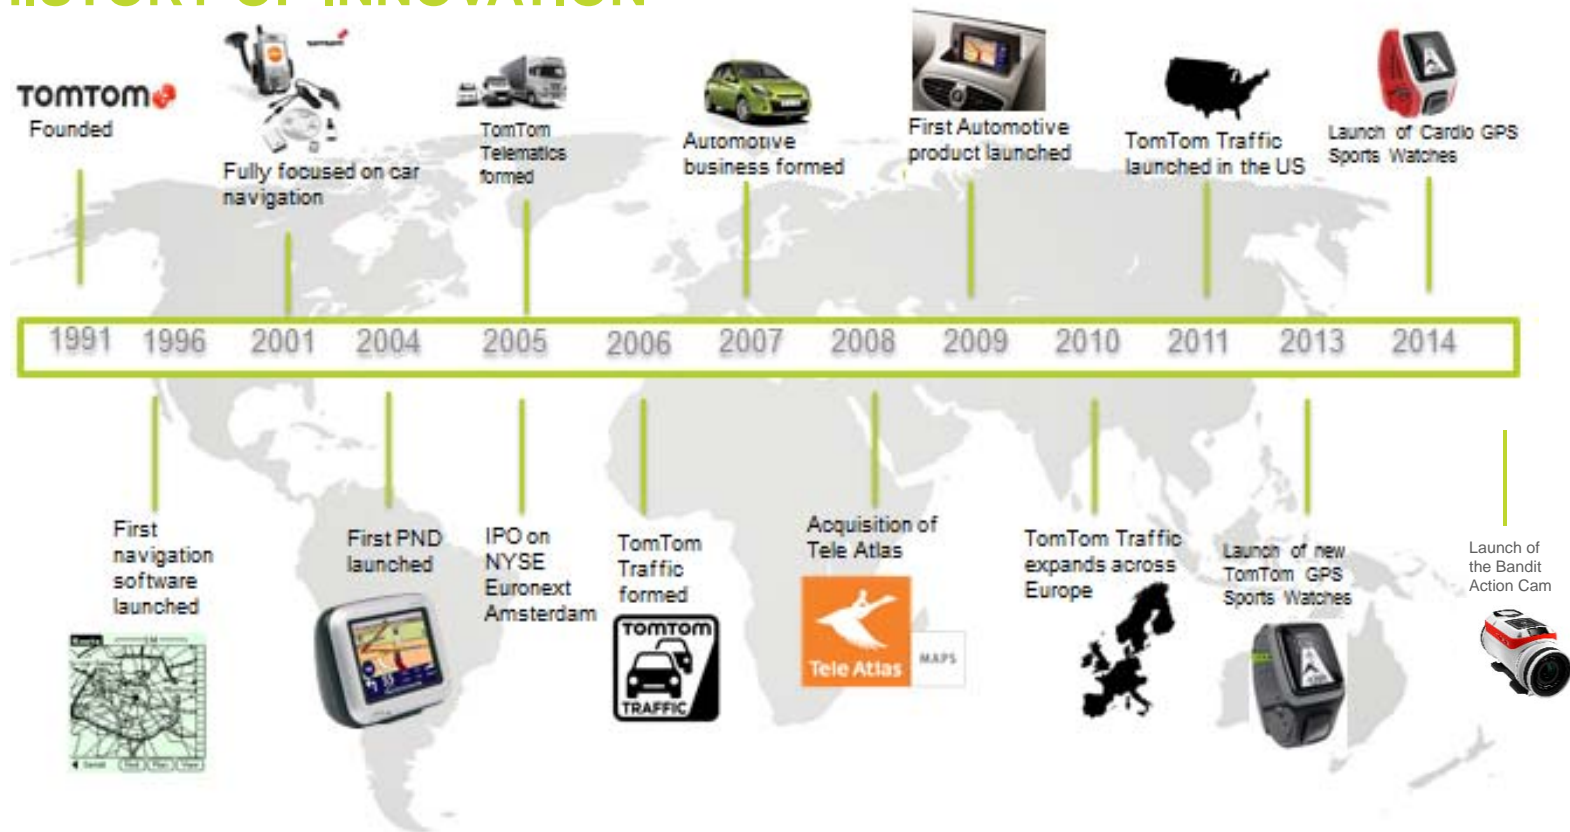 HISTORY OF INNOVATION
TOMTOM
Founded
Fully focused on car
navigation
TomTom
Telematics
formed
Automotive
business formed
First Automotive
product launched
TomTom Traffic
launched in the US
Launch of Cardio GPS
Sports Watches
1991 1996 2001 2004 2005 2006 2007 2008 2009 2010 2011 2013 2014
First
navigation
software
launched
First PND
launched
IPO on
NYSE
Euronext
Amsterdam
TomTom
Traffic
formed
TOMTOM
TRAFFIC
Acquisition of
Tele Atlas
Tele Atlas
MAPS
TomTom Traffic
expands across
Europe
Launch of new
TomTom GPS
Sports Watches
Launch of
the Bandit
Action Cam